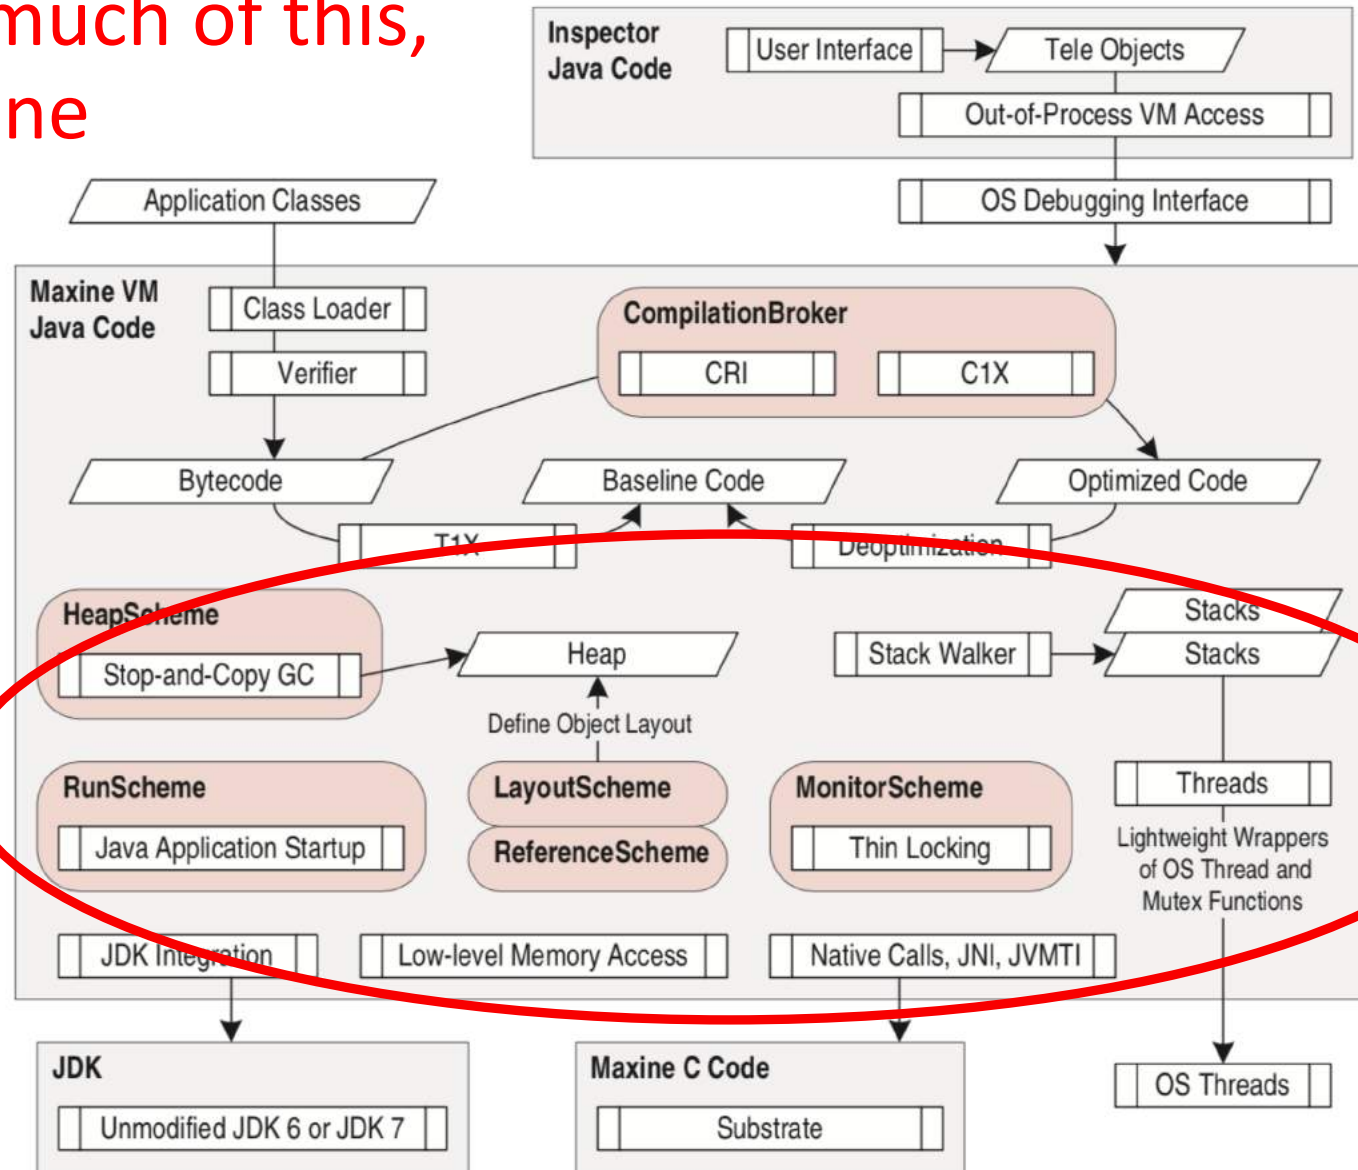 much of this,
ne
Inspector
Java Code
User Interface
Tele Objects
Out-of-Process VM Access
OS Debugging Interface
Application Classes
Maxine VM
Java Code
Class Loader
Verifier
CompilationBroker
CRI
C1X
Bytecode
Baseline Code
Optimized Code
T1X
Deoptimization
HeapScheme
Stop-and-Copy GC
Heap
Define Object Layout
Stack Walker
Stacks
Stacks
RunScheme
Java Application Startup
LayoutScheme
ReferenceScheme
MonitorScheme
Thin Locking
Threads
Lightweight Wrappers
of OS Thread and
Mutex Functions
JDK Integration
Low-level Memory Access
Native Calls, JNI, JVMTI
JDK
Unmodified JDK 6 or JDK 7
Maxine C Code
Substrate
OS Threads